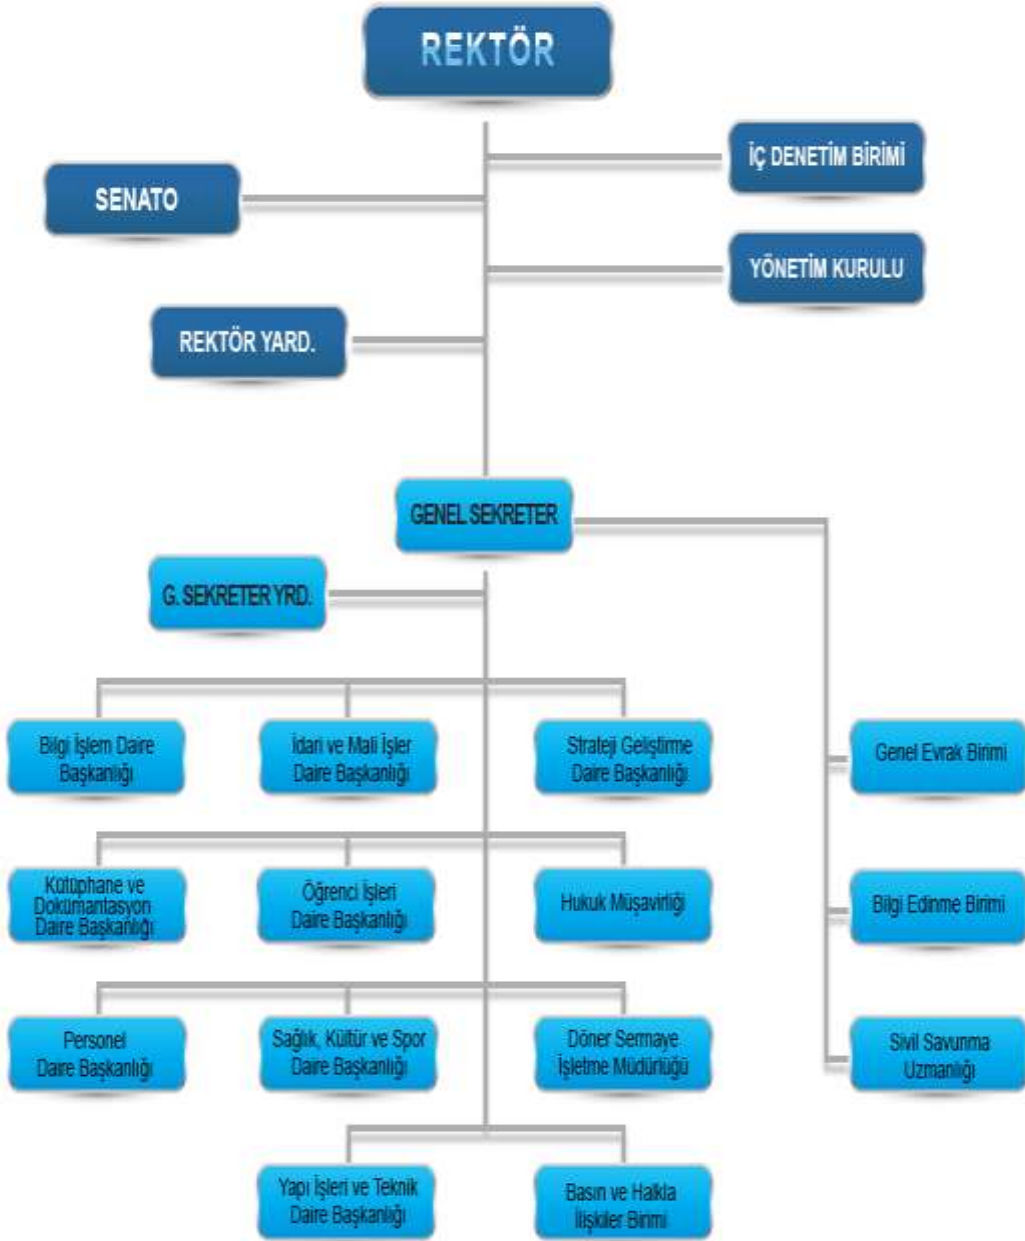 REKTÖR
İÇ DENETİM BİRİMİ
SENATO
YÖNETİM KURULU
REKTÖR YARD.
GENEL SEKRETER
G. SEKRETER YRD.
Bilgi İşlem Daire
Başkanlığı
İdari ve Mali İşler
Daire Başkanlığı
Strateji Geliştirme
Daire Başkanlığı
Genel Evrak Birimi
Kütüphane ve
Dokümantasyon
Daire Başkanlığı
Öğrenci İşleri
Daire Başkanlığı
Hukuk Müşavirliği
Bilgi Edinme Birimi
Personel
Daire Başkanlığı
Sağlık, Kültür ve Spor
Daire Başkanlığı
Döner Sermaye
İşletme Müdürlüğü
Sivil Savunma
Uzmanlığı
Yapı İşleri ve Teknik
Daire Başkanlığı
Basın ve Halkla
İlişkiler Birimi